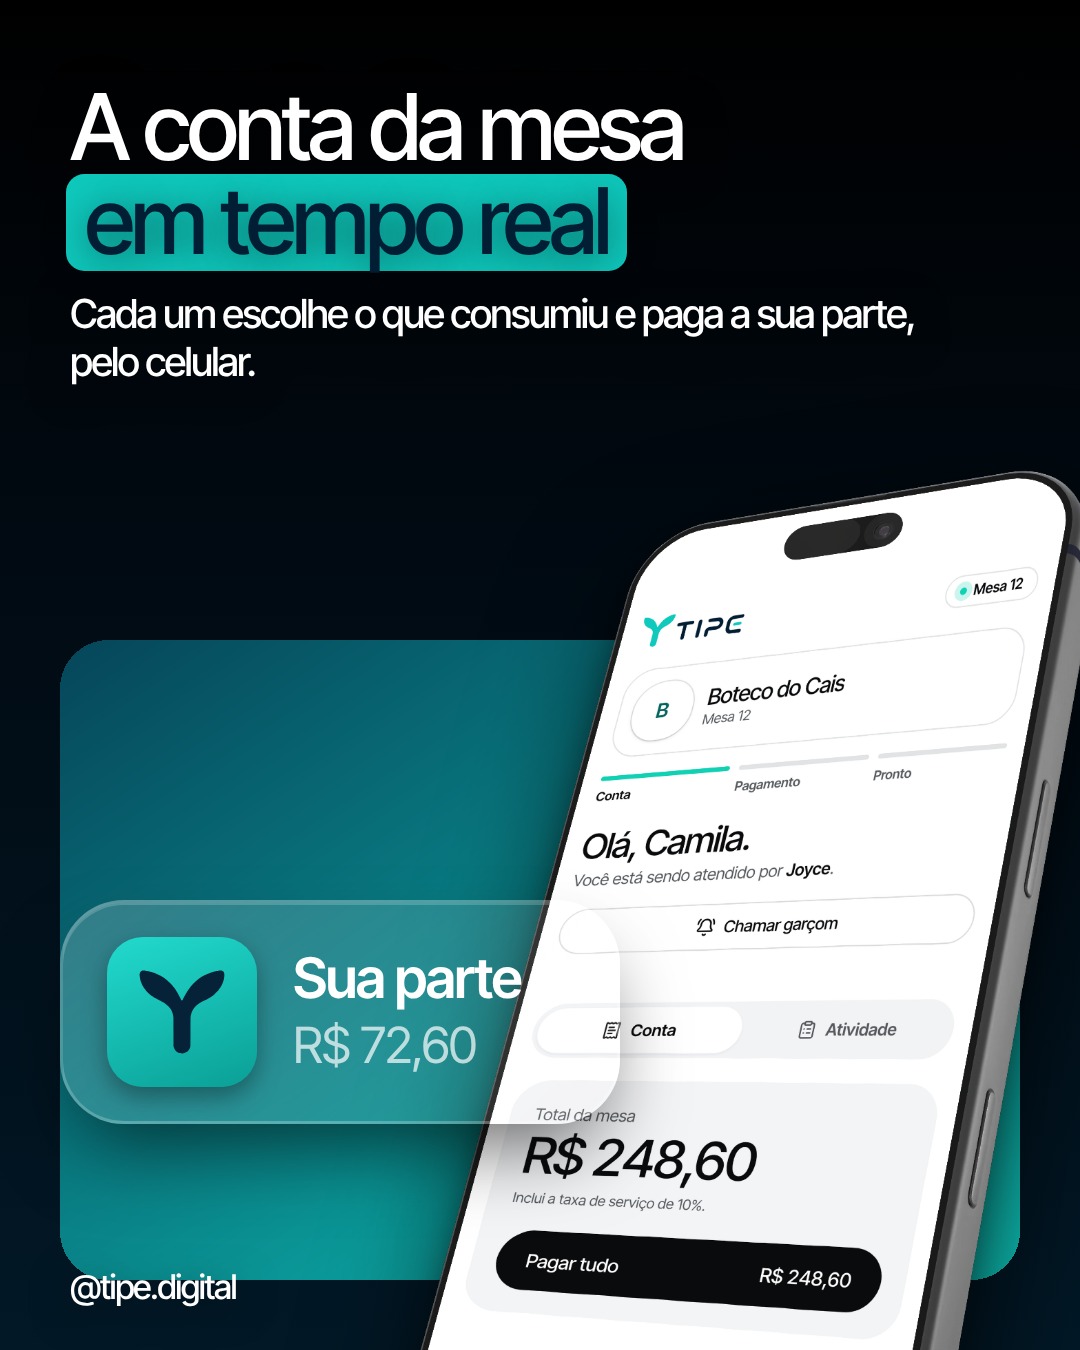 A conta da mesa
em tempo real
Cada um escolhe o que consumiu e paga a sua parte,
pelo celular.
Mesa 12
TIPE
B
Boteco do Cais
Mesa 12
Conta
Pagamento
Pronto
Olá, Camila.
Você está sendo atendido por Joyce.
Chamar garçom
Sua parte
R$ 72,60
Conta
Atividade
Total da mesa
R$ 248,60
Inclui a taxa de serviço de 10%.
Pagar tudo
R$ 248,60
@tipe.digital